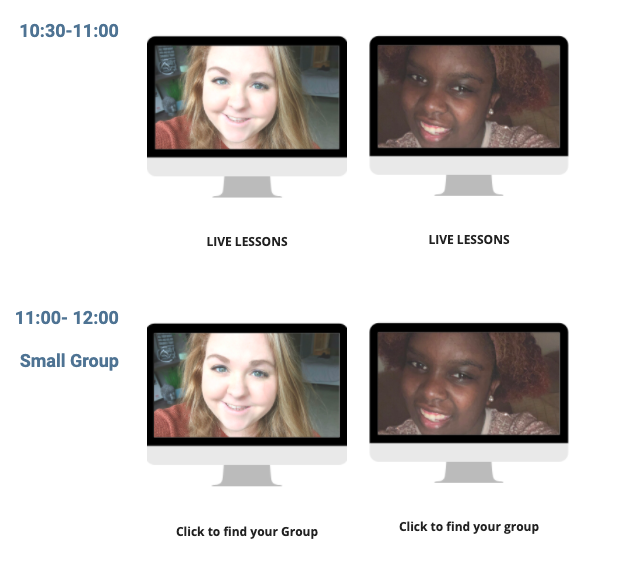 10:30-11:00
LIVE LESSONS
LIVE LESSONS
11:00- 12:00
Small Group
Click to find your Group
Click to find your group